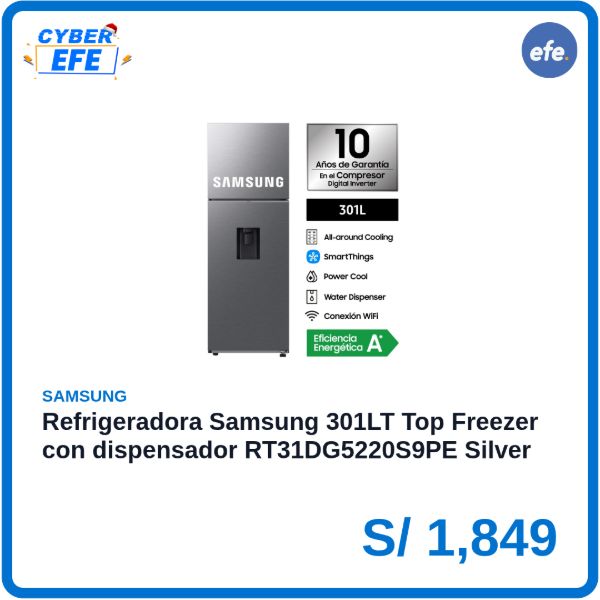 CYBER
EFE
efe.
SAMSUNG
10
Años de Garantía
En el Compresor
Digital Inverter
301L
All-around Cooling
SmartThings
Power Cool
Water Dispenser
Conexión WiFi
Eficiencia
Energética A*
SAMSUNG
Refrigeradora Samsung 301LT Top Freezer
con dispensador RT31DG5220S9PE Silver
S/ 1,849